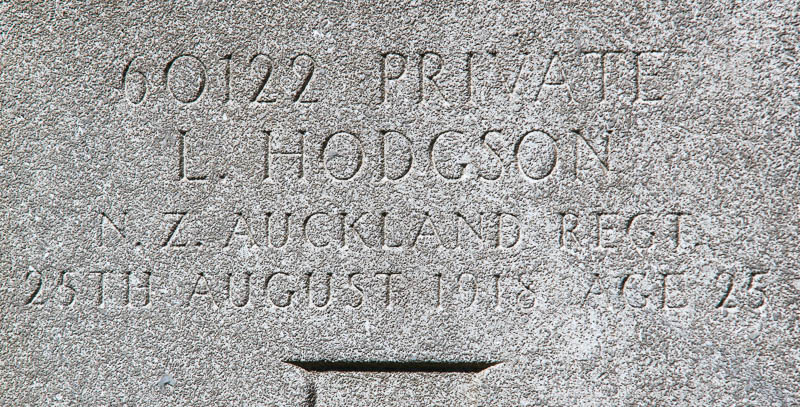 60122 PRIVATE
L. HODGSON
N.Z. AUCKLAND REGT.
25TH AUGUST 1918 AGE 25